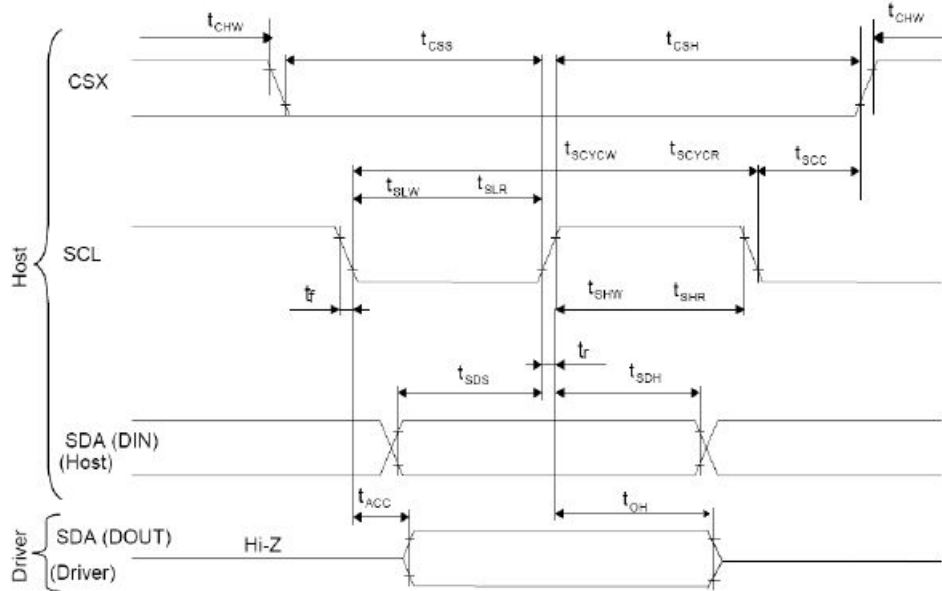 tCHW
tCSS
tCSH
tCHW
CSX
tSCYCW tSCYCR tSCC
tSLW tSLR
SCL
Host
tf
tSHW tSHR
tr
tSDS
tSDH
SDA (DIN)
(Host)
tACC
tOH
SDA (DOUT)
Hi-Z
(Driver)
Driver